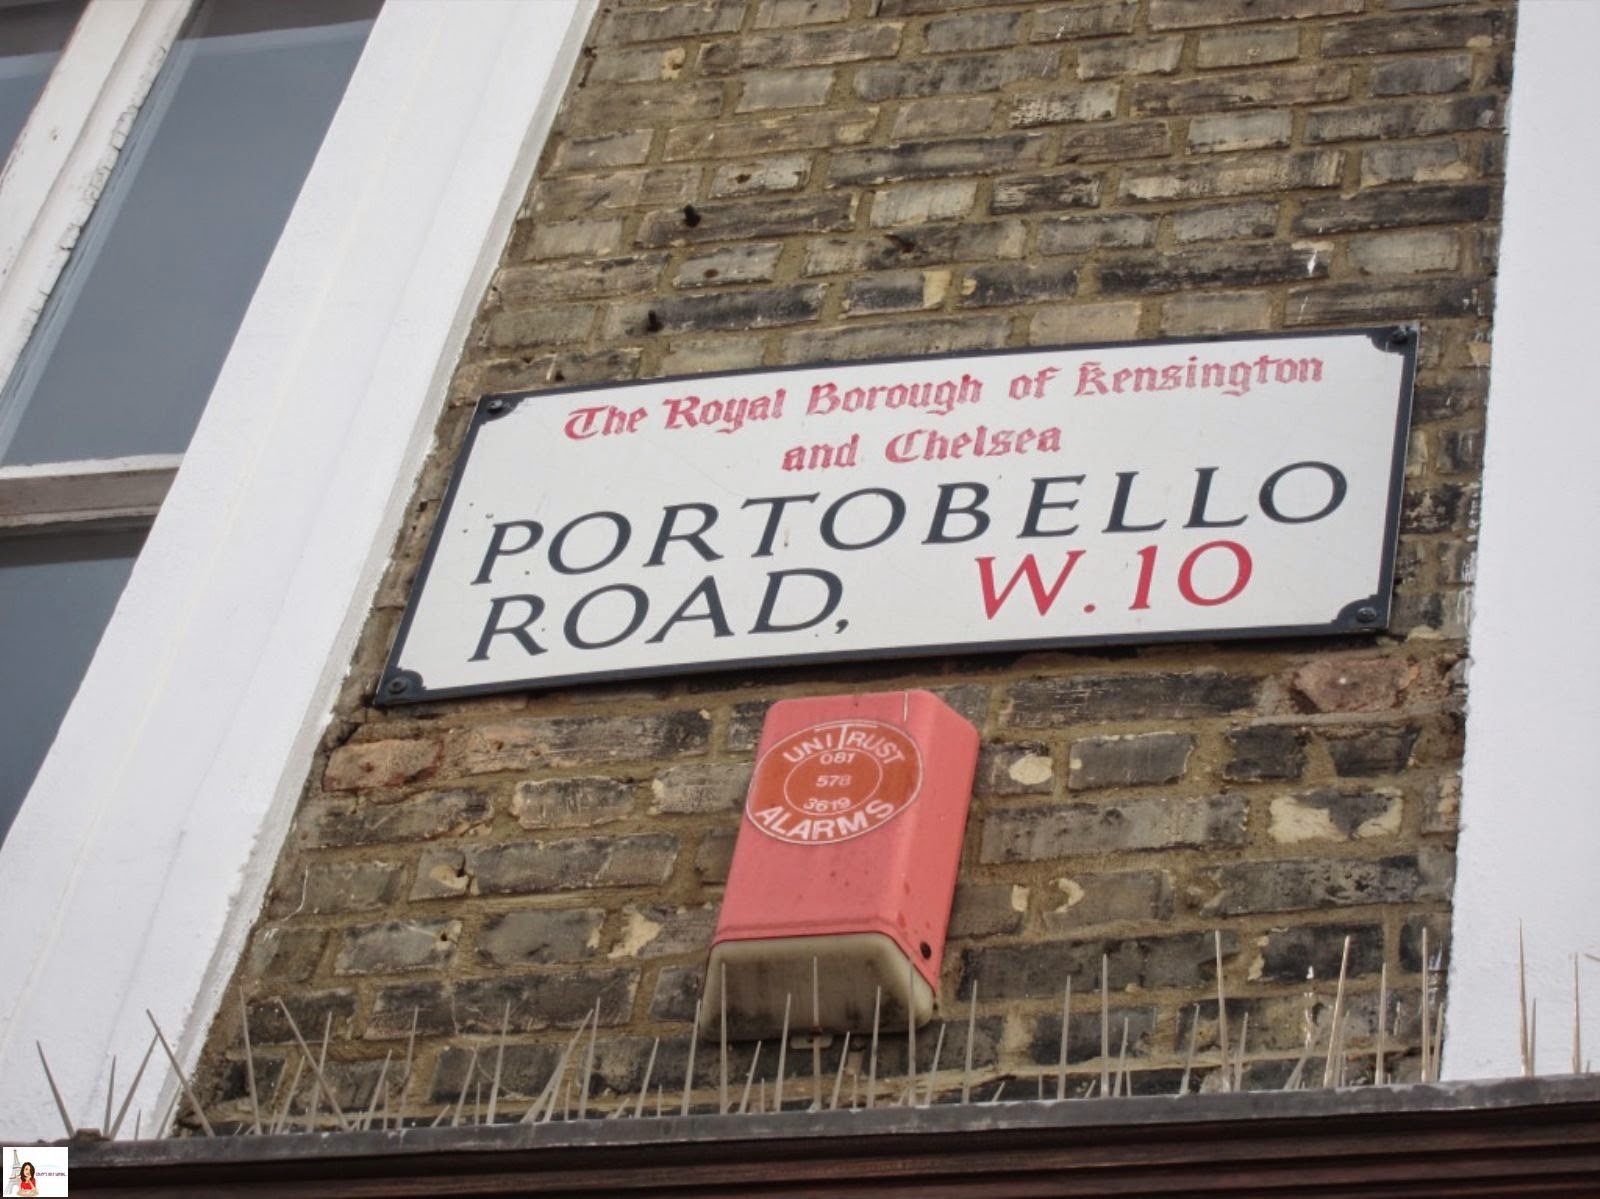 The Royal Borough of Kensington
and Chelsea
PORTOBELLO
ROAD, W.10
UNITRUST
081
578
3619
ALARMS